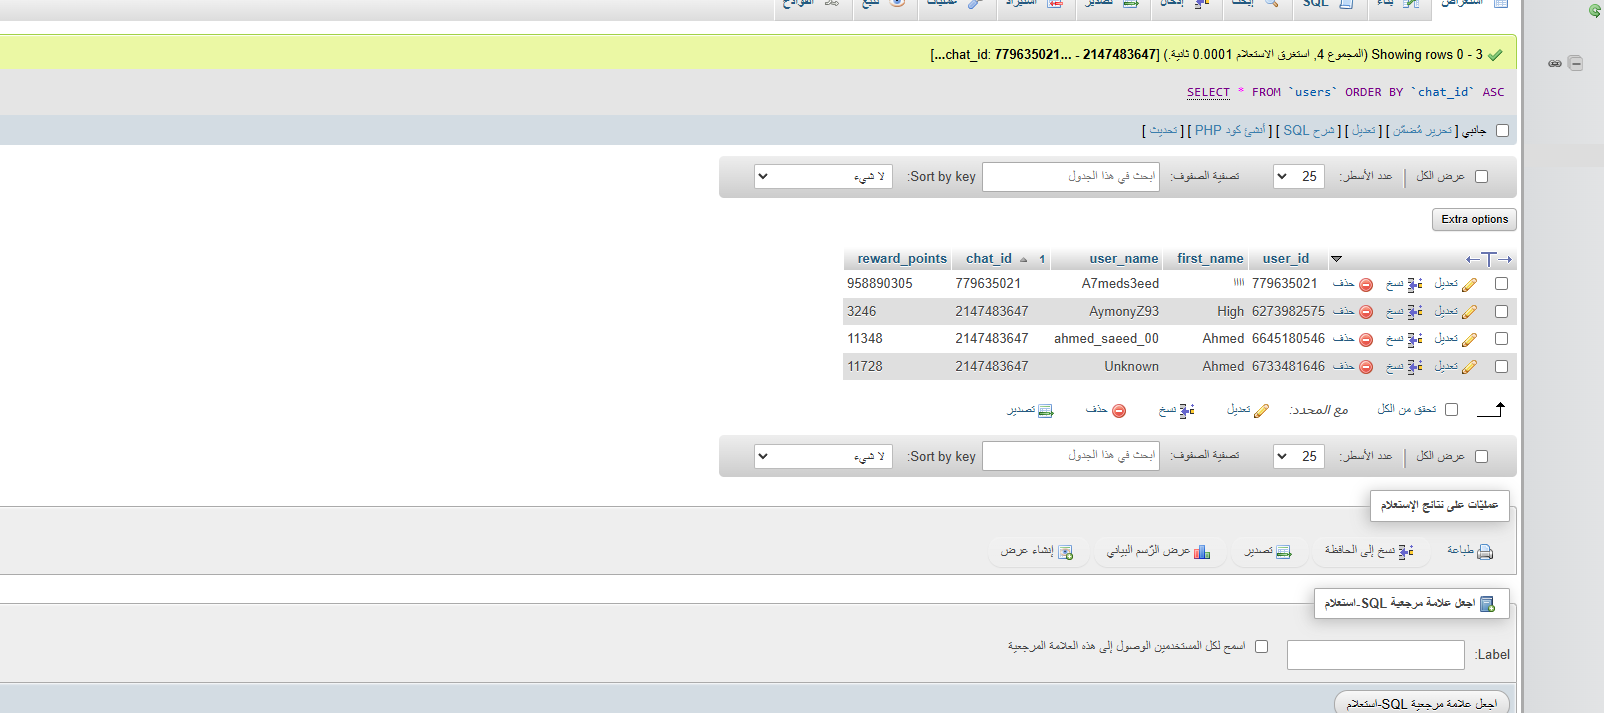 استعراض بناء SQL إبحث إدخال تصدير استيراد عمليات تتبع القوادح
Showing rows 0 - 3 (المجموع 4, استغرق الاستعلام 0.0001 ثانية.) [chat_id: 779635021... - 2147483647...]
SELECT * FROM `users` ORDER BY `chat_id` ASC
جانبي [ تحرير مُضمَّن ] [ تعديل ] [ شرح SQL ] [ أنشئ كود PHP ] [ تحديث ]
عرض الكل | عدد الأسطر: 25 تصفية الصفوف: ابحث في هذا الجدول Sort by key: لا شيء
Extra options
user_id first_name user_name chat_id 1 reward_points
تعديل نسخ حذف 779635021 اااا A7meds3eed 779635021 958890305
تعديل نسخ حذف 6273982575 High AymonyZ93 2147483647 3246
تعديل نسخ حذف 6645180546 Ahmed ahmed_saeed_00 2147483647 11348
تعديل نسخ حذف 6733481646 Ahmed Unknown 2147483647 11728
تحقق من الكل مع المحدد: تعديل نسخ حذف تصدير
عرض الكل | عدد الأسطر: 25 تصفية الصفوف: ابحث في هذا الجدول Sort by key: لا شيء
عمليّات على نتائج الإستعلام
طباعة نسخ إلى الحافظة تصدير عرض الرّسم البياني إنشاء عرض
اجعل علامة مرجعية SQL-استعلام
Label: اسمح لكل المستخدمين الوصول إلى هذه العلامة المرجعية
اجعل علامة مرجعية SQL-استعلام